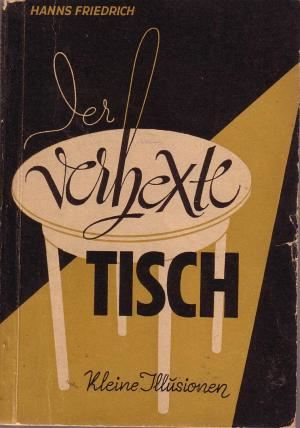 HANNS FRIEDRICH
der
verhexte
TISCH
Kleine Illusionen